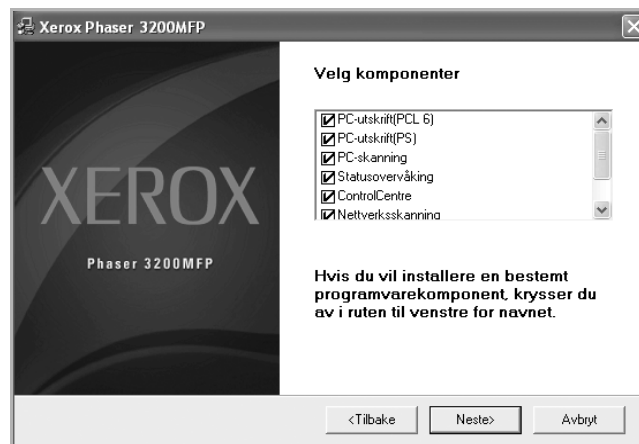 Xerox Phaser 3200MFP
Velg komponenter
PC-utskrift(PCL 6)
PC-utskrift(PS)
PC-skanning
Statusovervåking
ControlCentre
Nettverksskanning
XEROX
Phaser 3200MFP
Hvis du vil installere en bestemt
programvarekomponent, krysser du
av i ruten til venstre for navnet.
<Tilbake
Neste>
Avbryt